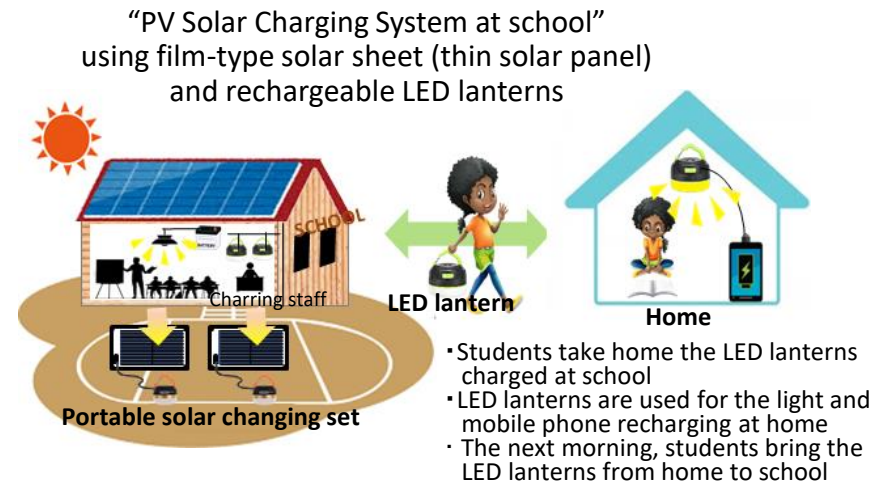 “PV Solar Charging System at school”
using film-type solar sheet (thin solar panel)
and rechargeable LED lanterns
SCHOOL
BATTERY
Charring staff
LED lantern
Home
Portable solar changing set
・Students take home the LED lanterns
charged at school
・LED lanterns are used for the light and
mobile phone recharging at home
・ The next morning, students bring the
LED lanterns from home to school